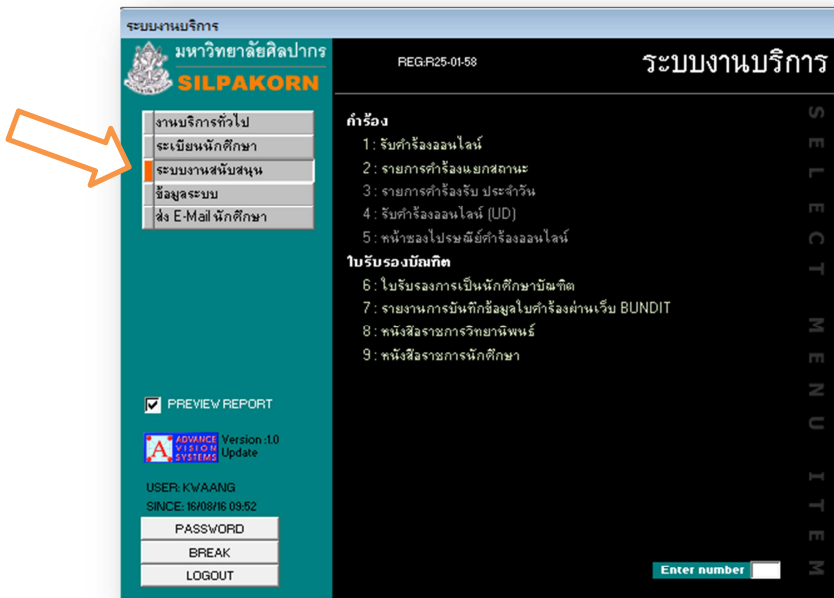 ระบบงานบริการ
มหาวิทยาลัยศิลปากร
SILPAKORN
REG:R25-01-58
ระบบงานบริการ
งานบริการทั่วไป
ระเบียนนักศึกษา
ระบบงานสนับสนุน
ข้อมูลระบบ
ส่ง E-Mail นักศึกษา
คำร้อง
1 : รับคำร้องออนไลน์
2 : รายการคำร้องแยกสถานะ
3 : รายการคำร้องรับ ประจำวัน
4 : รับคำร้องออนไลน์ (UD)
5 : หน้าซองไปรษณีย์คำร้องออนไลน์
ใบรับรองบัณฑิต
6 : ใบรับรองการเป็นนักศึกษาบัณฑิต
7 : รายงานการบันทึกข้อมูลใบคำร้องผ่านเว็บ BUNDIT
8 : หนังสือราชการวิทยานิพนธ์
9 : หนังสือราชการนักศึกษา
SELECT MENU ITEM
PREVIEW REPORT
A ADVANCE VISION SYSTEMS
Version :1.0
Update
USER: KWAANG
SINCE: 16/08/16 09:52
PASSWORD
BREAK
LOGOUT
Enter number